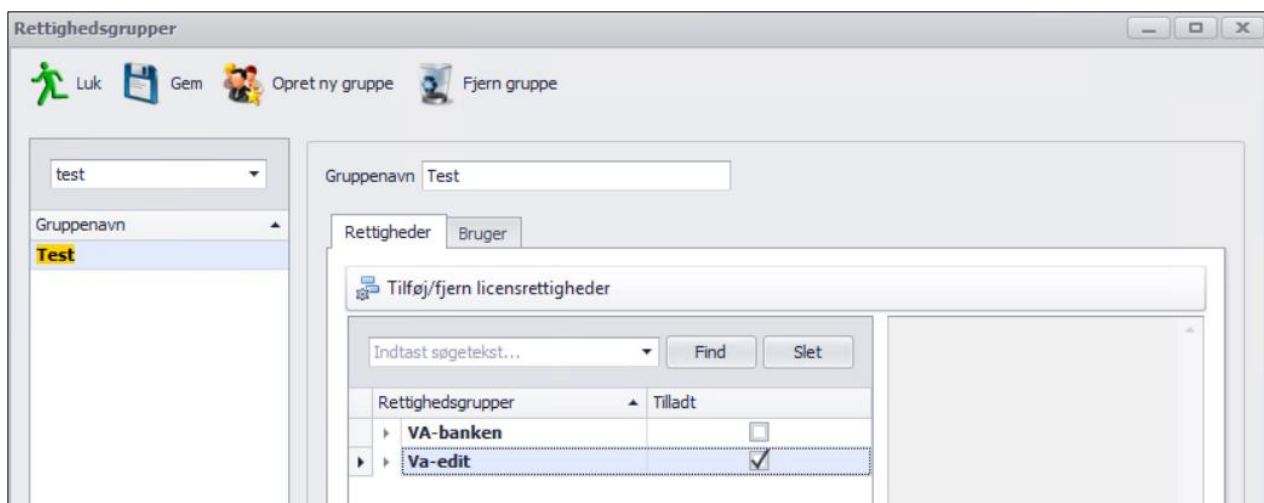 Rettighedsgrupper
Luk Gem Opret ny gruppe Fjern gruppe
test
Gruppenavn Test
Gruppenavn
Test
Rettigheder Bruger
Tilføj/fjern licensrettigheder
Indtast søgetekst... Find Slet
Rettighedsgrupper Tilladt
VA-banken
Va-edit